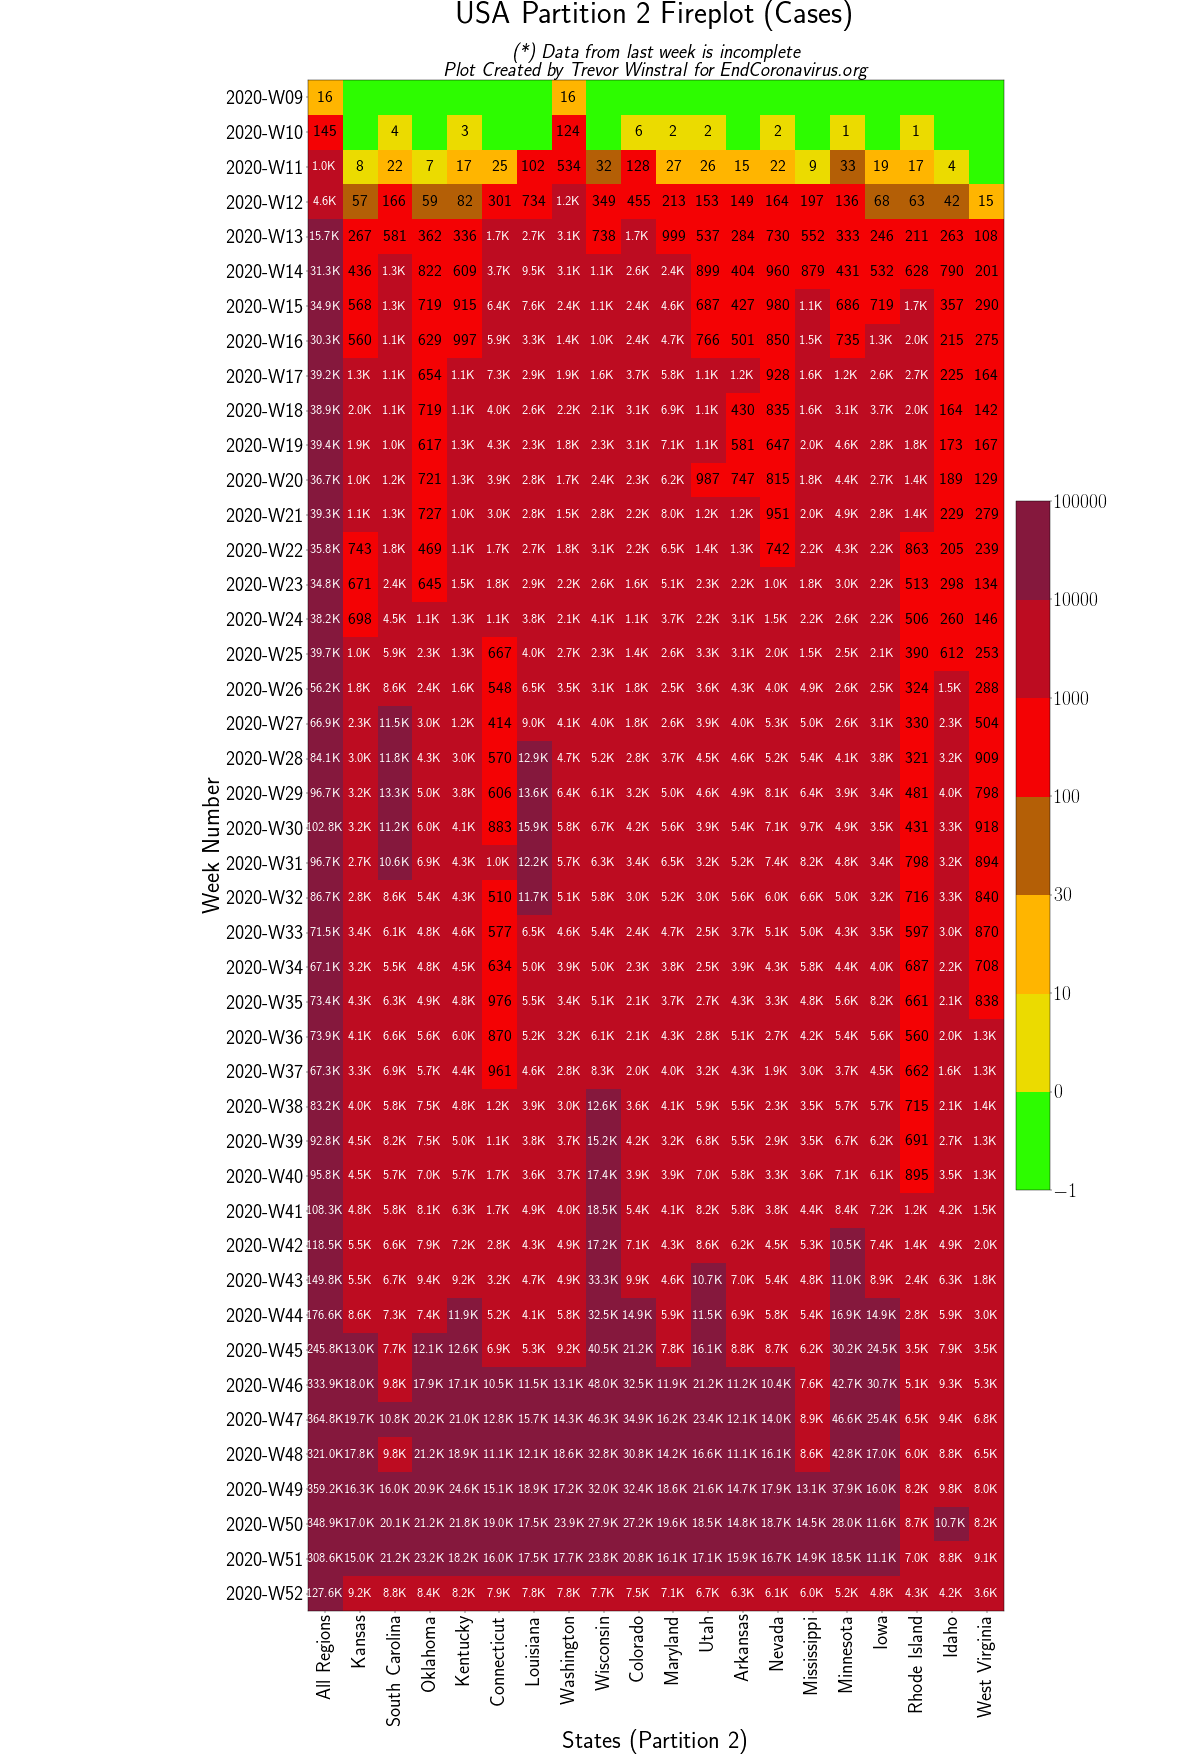 USA Partition 2 Fireplot (Cases)
(*) Data from last week is incomplete
Plot Created by Trevor Winstral for EndCoronavirus.org
2020-W09 16 16
2020-W10 145 4 3 124 6 2 2 2 1 1
2020-W11 1.0K 8 22 7 17 25 102 534 32 128 27 26 15 22 9 33 19 17 4
2020-W12 4.6K 57 166 59 82 301 734 1.2K 349 455 213 153 149 164 197 136 68 63 42 15
2020-W13 15.7K 267 581 362 336 1.7K 2.7K 3.1K 738 1.7K 999 537 284 730 552 333 246 211 263 108
2020-W14 31.3K 436 1.3K 822 609 3.7K 9.5K 3.1K 1.1K 2.6K 2.4K 899 404 960 879 431 532 628 790 201
2020-W15 34.9K 568 1.3K 719 915 6.4K 7.6K 2.4K 1.1K 2.4K 4.6K 687 427 980 1.1K 686 719 1.7K 357 290
2020-W16 30.3K 560 1.1K 629 997 5.9K 3.3K 1.4K 1.0K 2.4K 4.7K 766 501 850 1.5K 735 1.3K 2.0K 215 275
2020-W17 39.2K 1.3K 1.1K 654 1.1K 7.3K 2.9K 1.9K 1.6K 3.7K 5.8K 1.1K 1.2K 928 1.6K 1.2K 2.6K 2.7K 225 164
2020-W18 38.9K 2.0K 1.1K 719 1.1K 4.0K 2.6K 2.2K 2.1K 3.1K 6.9K 1.1K 430 835 1.6K 3.1K 3.7K 2.0K 164 142
2020-W19 39.4K 1.9K 1.0K 617 1.3K 4.3K 2.3K 1.8K 2.3K 3.1K 7.1K 1.1K 581 647 2.0K 4.6K 2.8K 1.8K 173 167
2020-W20 36.7K 1.0K 1.2K 721 1.3K 3.9K 2.8K 1.7K 2.4K 2.3K 6.2K 987 747 815 1.8K 4.4K 2.7K 1.4K 189 129
2020-W21 39.3K 1.1K 1.3K 727 1.0K 3.0K 2.8K 1.5K 2.8K 2.2K 8.0K 1.2K 1.2K 951 2.0K 4.9K 2.8K 1.4K 229 279
2020-W22 35.8K 743 1.8K 469 1.1K 1.7K 2.7K 1.8K 3.1K 2.2K 6.5K 1.4K 1.3K 742 2.2K 4.3K 2.2K 863 205 239
2020-W23 34.8K 671 2.4K 645 1.5K 1.8K 2.9K 2.2K 2.6K 1.6K 5.1K 2.3K 2.2K 1.0K 1.8K 3.0K 2.2K 513 298 134
2020-W24 38.2K 698 4.5K 1.1K 1.3K 1.1K 3.8K 2.1K 4.1K 1.1K 3.7K 2.2K 3.1K 1.5K 2.2K 2.6K 2.2K 506 260 146
2020-W25 39.7K 1.0K 5.9K 2.3K 1.3K 667 4.0K 2.7K 2.3K 1.4K 2.6K 3.3K 3.1K 2.0K 1.5K 2.5K 2.1K 390 612 253
2020-W26 56.2K 1.8K 8.6K 2.4K 1.6K 548 6.5K 3.5K 3.1K 1.8K 2.5K 3.6K 4.3K 4.0K 4.9K 2.6K 2.5K 324 1.5K 288
2020-W27 66.9K 2.3K 11.5K 3.0K 1.2K 414 9.0K 4.1K 4.0K 1.8K 2.6K 3.9K 4.0K 5.3K 5.0K 2.6K 3.1K 330 2.3K 504
2020-W28 84.1K 3.0K 11.8K 4.3K 3.0K 570 12.9K 4.7K 5.2K 2.8K 3.7K 4.5K 4.6K 5.2K 5.4K 4.1K 3.8K 321 3.2K 909
2020-W29 96.7K 3.2K 13.3K 5.0K 3.8K 606 13.6K 6.4K 6.1K 3.2K 5.0K 4.6K 4.9K 8.1K 6.4K 3.9K 3.4K 481 4.0K 798
2020-W30 102.8K 3.2K 11.2K 6.0K 4.1K 883 15.9K 5.8K 6.7K 4.2K 5.6K 3.9K 5.4K 7.1K 9.7K 4.9K 3.5K 431 3.3K 918
2020-W31 96.7K 2.7K 10.6K 6.9K 4.3K 1.0K 12.2K 5.7K 6.3K 3.4K 6.5K 3.2K 5.2K 7.4K 8.2K 4.8K 3.4K 798 3.2K 894
2020-W32 86.7K 2.8K 8.6K 5.4K 4.3K 510 11.7K 5.1K 5.8K 3.0K 5.2K 3.0K 5.6K 6.0K 6.6K 5.0K 3.2K 716 3.3K 840
2020-W33 71.5K 3.4K 6.1K 4.8K 4.6K 577 6.5K 4.6K 5.4K 2.4K 4.7K 2.5K 3.7K 5.1K 5.0K 4.3K 3.5K 597 3.0K 870
2020-W34 67.1K 3.2K 5.5K 4.8K 4.5K 634 5.0K 3.9K 5.0K 2.3K 3.8K 2.5K 3.9K 4.3K 5.8K 4.4K 4.0K 687 2.2K 708
2020-W35 73.4K 4.3K 6.3K 4.9K 4.8K 976 5.5K 3.4K 5.1K 2.1K 3.7K 2.7K 4.3K 3.3K 4.8K 5.6K 8.2K 661 2.1K 838
2020-W36 73.9K 4.1K 6.6K 5.6K 6.0K 870 5.2K 3.2K 6.1K 2.1K 4.3K 2.8K 5.1K 2.7K 4.2K 5.4K 5.6K 560 2.0K 1.3K
2020-W37 67.3K 3.3K 6.9K 5.7K 4.4K 961 4.6K 2.8K 8.3K 2.0K 4.0K 3.2K 4.3K 1.9K 3.0K 3.7K 4.5K 662 1.6K 1.3K
2020-W38 83.2K 4.0K 5.8K 7.5K 4.8K 1.2K 3.9K 3.0K 12.6K 3.6K 4.1K 5.9K 5.5K 2.3K 3.5K 5.7K 5.7K 715 2.1K 1.4K
2020-W39 92.8K 4.5K 8.2K 7.5K 5.0K 1.1K 3.8K 3.7K 15.2K 4.2K 3.2K 6.8K 5.5K 2.9K 3.5K 6.7K 6.2K 691 2.7K 1.3K
2020-W40 95.8K 4.5K 5.7K 7.0K 5.7K 1.7K 3.6K 3.7K 17.4K 3.9K 3.9K 7.0K 5.8K 3.3K 3.6K 7.1K 6.1K 895 3.5K 1.3K
2020-W41 108.3K 4.8K 5.8K 8.1K 6.3K 1.7K 4.9K 4.0K 18.5K 5.4K 4.1K 8.2K 5.8K 3.8K 4.4K 8.4K 7.2K 1.2K 4.2K 1.5K
2020-W42 118.5K 5.5K 6.6K 7.9K 7.2K 2.8K 4.3K 4.9K 17.2K 7.1K 4.3K 8.6K 6.2K 4.5K 5.3K 10.5K 7.4K 1.4K 4.9K 2.0K
2020-W43 149.8K 5.5K 6.7K 9.4K 9.2K 3.2K 4.7K 4.9K 33.3K 9.9K 4.6K 10.7K 7.0K 5.4K 4.8K 11.0K 8.9K 2.4K 6.3K 1.8K
2020-W44 176.6K 8.6K 7.3K 7.4K 11.9K 5.2K 4.1K 5.8K 32.5K 14.9K 5.9K 11.5K 6.9K 5.8K 5.4K 16.9K 14.9K 2.8K 5.9K 3.0K
2020-W45 245.8K 13.0K 7.7K 12.1K 12.6K 6.9K 5.3K 9.2K 40.5K 21.2K 7.8K 16.1K 8.8K 8.7K 6.2K 30.2K 24.5K 3.5K 7.9K 3.5K
2020-W46 333.9K 18.0K 9.8K 17.9K 17.1K 10.5K 11.5K 13.1K 48.0K 32.5K 11.9K 21.2K 11.2K 10.4K 7.6K 42.7K 30.7K 5.1K 9.3K 5.3K
2020-W47 364.8K 19.7K 10.8K 20.2K 21.0K 12.8K 15.7K 14.3K 46.3K 34.9K 16.2K 23.4K 12.1K 14.0K 8.9K 46.6K 25.4K 6.5K 9.4K 6.8K
2020-W48 321.0K 17.8K 9.8K 21.2K 18.9K 11.1K 12.1K 18.6K 32.8K 30.8K 14.2K 16.6K 11.1K 16.1K 8.6K 42.8K 17.0K 6.0K 8.8K 6.5K
2020-W49 359.2K 16.3K 16.0K 20.9K 24.6K 15.1K 18.9K 17.2K 32.0K 32.4K 18.6K 21.6K 14.7K 17.9K 13.1K 37.9K 16.0K 8.2K 9.8K 8.0K
2020-W50 348.9K 17.0K 20.1K 21.2K 21.8K 19.0K 17.5K 23.9K 27.9K 27.2K 19.6K 18.5K 14.8K 18.7K 14.5K 28.0K 11.6K 8.7K 10.7K 8.2K
2020-W51 308.6K 15.0K 21.2K 23.2K 18.2K 16.0K 17.5K 17.7K 23.8K 20.8K 16.1K 17.1K 15.9K 16.7K 14.9K 18.5K 11.1K 7.0K 8.8K 9.1K
2020-W52 127.6K 9.2K 8.8K 8.4K 8.2K 7.9K 7.8K 7.8K 7.7K 7.5K 7.1K 6.7K 6.3K 6.1K 6.0K 5.2K 4.8K 4.3K 4.2K 3.6K
Week Number
All Regions
Kansas
South Carolina
Oklahoma
Kentucky
Connecticut
Louisiana
Washington
Wisconsin
Colorado
Maryland
Utah
Arkansas
Nevada
Mississippi
Minnesota
Iowa
Rhode Island
Idaho
West Virginia
States (Partition 2)
100000
10000
1000
100
30
10
0
−1